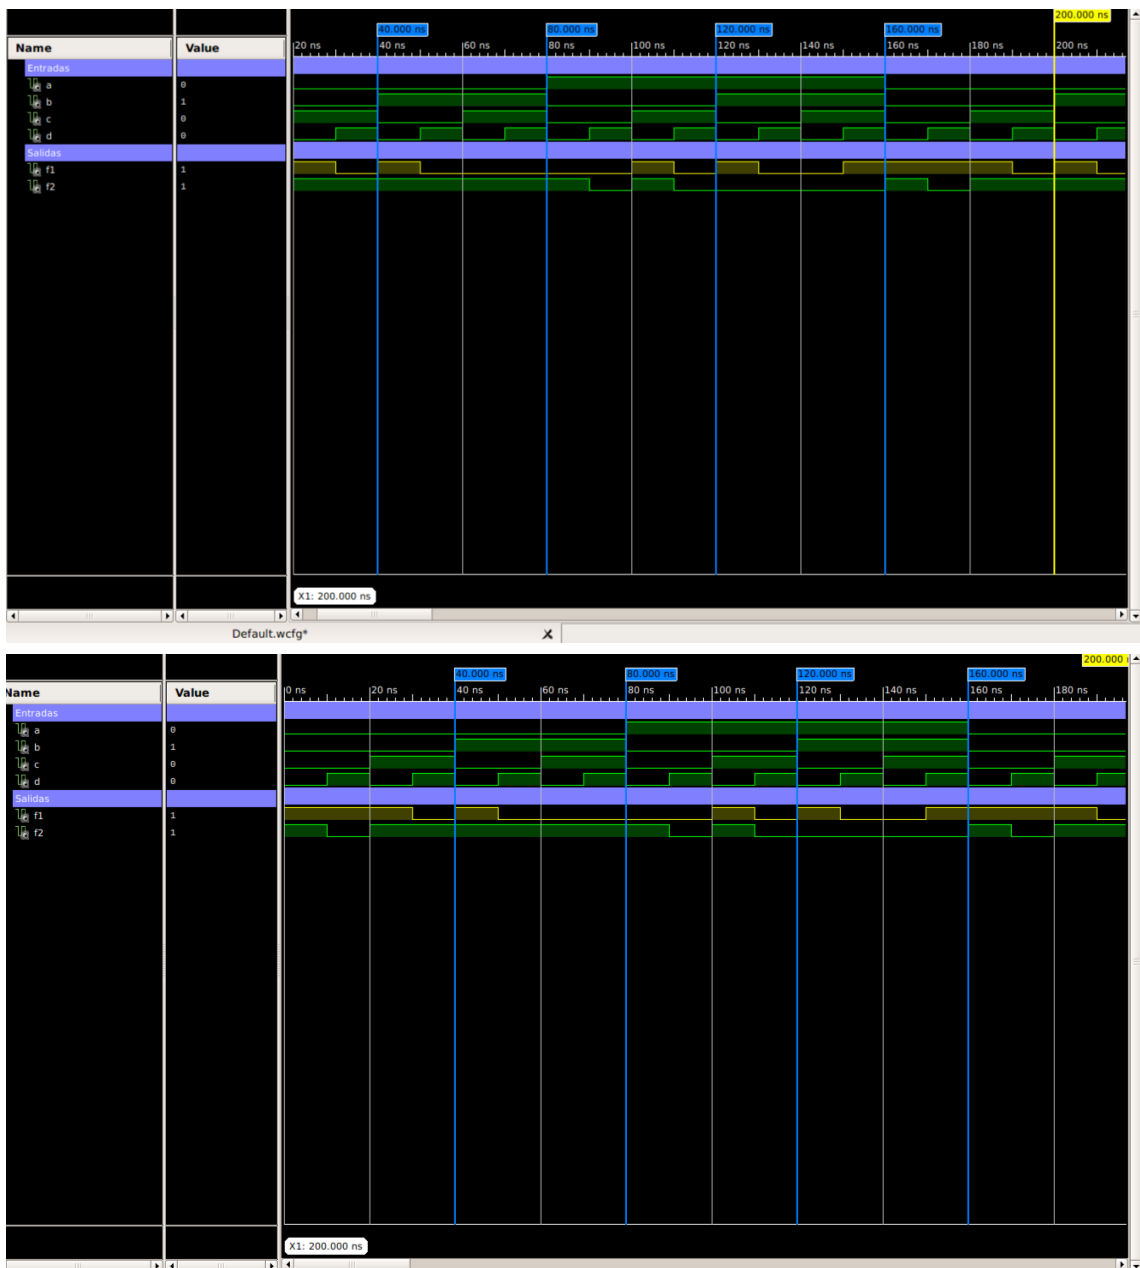 200.000 ns
40.000 ns 80.000 ns 120.000 ns 160.000 ns
Name Value 20 ns 40 ns 60 ns 80 ns 100 ns 120 ns 140 ns 160 ns 180 ns 200 ns
Entradas
a 0
b 1
c 0
d 0
Salidas
f1 1
f2 1
X1: 200.000 ns
Default.wcfg* X
200.000
40.000 ns 80.000 ns 120.000 ns 160.000 ns
Name Value 0 ns 20 ns 40 ns 60 ns 80 ns 100 ns 120 ns 140 ns 160 ns 180 ns
Entradas
a 0
b 1
c 0
d 0
Salidas
f1 1
f2 1
X1: 200.000 ns